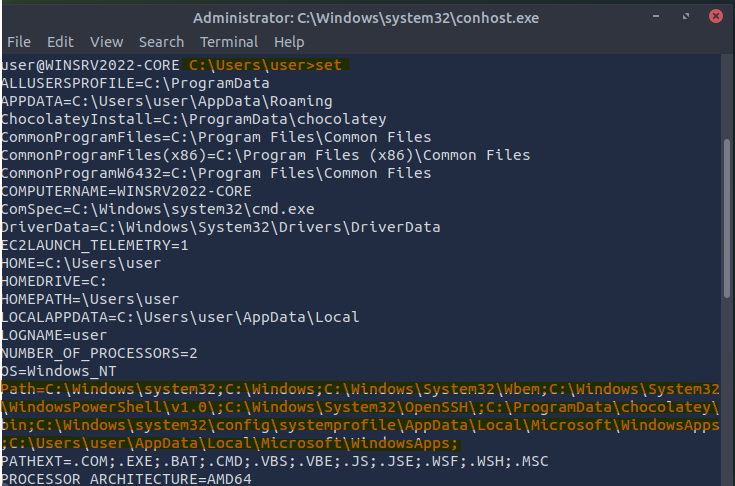 Administrator: C:\Windows\system32\conhost.exe
File Edit View Search Terminal Help
user@WINSRV2022-CORE C:\Users\user>set
ALLUSERSPROFILE=C:\ProgramData
APPDATA=C:\Users\user\AppData\Roaming
ChocolateyInstall=C:\ProgramData\chocolatey
CommonProgramFiles=C:\Program Files\Common Files
CommonProgramFiles(x86)=C:\Program Files (x86)\Common Files
CommonProgramW6432=C:\Program Files\Common Files
COMPUTERNAME=WINSRV2022-CORE
ComSpec=C:\Windows\system32\cmd.exe
DriverData=C:\Windows\System32\Drivers\DriverData
EC2LAUNCH_TELEMETRY=1
HOME=C:\Users\user
HOMEDRIVE=C:
HOMEPATH=\Users\user
LOCALAPPDATA=C:\Users\user\AppData\Local
LOGNAME=user
NUMBER_OF_PROCESSORS=2
OS=Windows_NT
Path=C:\Windows\system32;C:\Windows;C:\Windows\System32\Wbem;C:\Windows\System32
\WindowsPowerShell\v1.0\;C:\Windows\System32\OpenSSH\;C:\ProgramData\chocolatey\
bin;C:\Windows\system32\config\systemprofile\AppData\Local\Microsoft\WindowsApps
;C:\Users\user\AppData\Local\Microsoft\WindowsApps;
PATHEXT=.COM;.EXE;.BAT;.CMD;.VBS;.VBE;.JS;.JSE;.WSF;.WSH;.MSC
PROCESSOR_ARCHITECTURE=AMD64